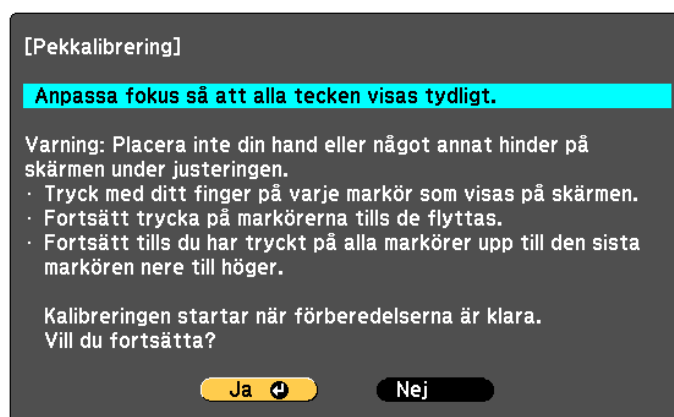 [Pekkalibrering]
Anpassa fokus så att alla tecken visas tydligt.
Varning: Placera inte din hand eller något annat hinder på
skärmen under justeringen.
· Tryck med ditt finger på varje markör som visas på skärmen.
· Fortsätt trycka på markörerna tills de flyttas.
· Fortsätt tills du har tryckt på alla markörer upp till den sista
markören nere till höger.
Kalibreringen startar när förberedelserna är klara.
Vill du fortsätta?
Ja Nej